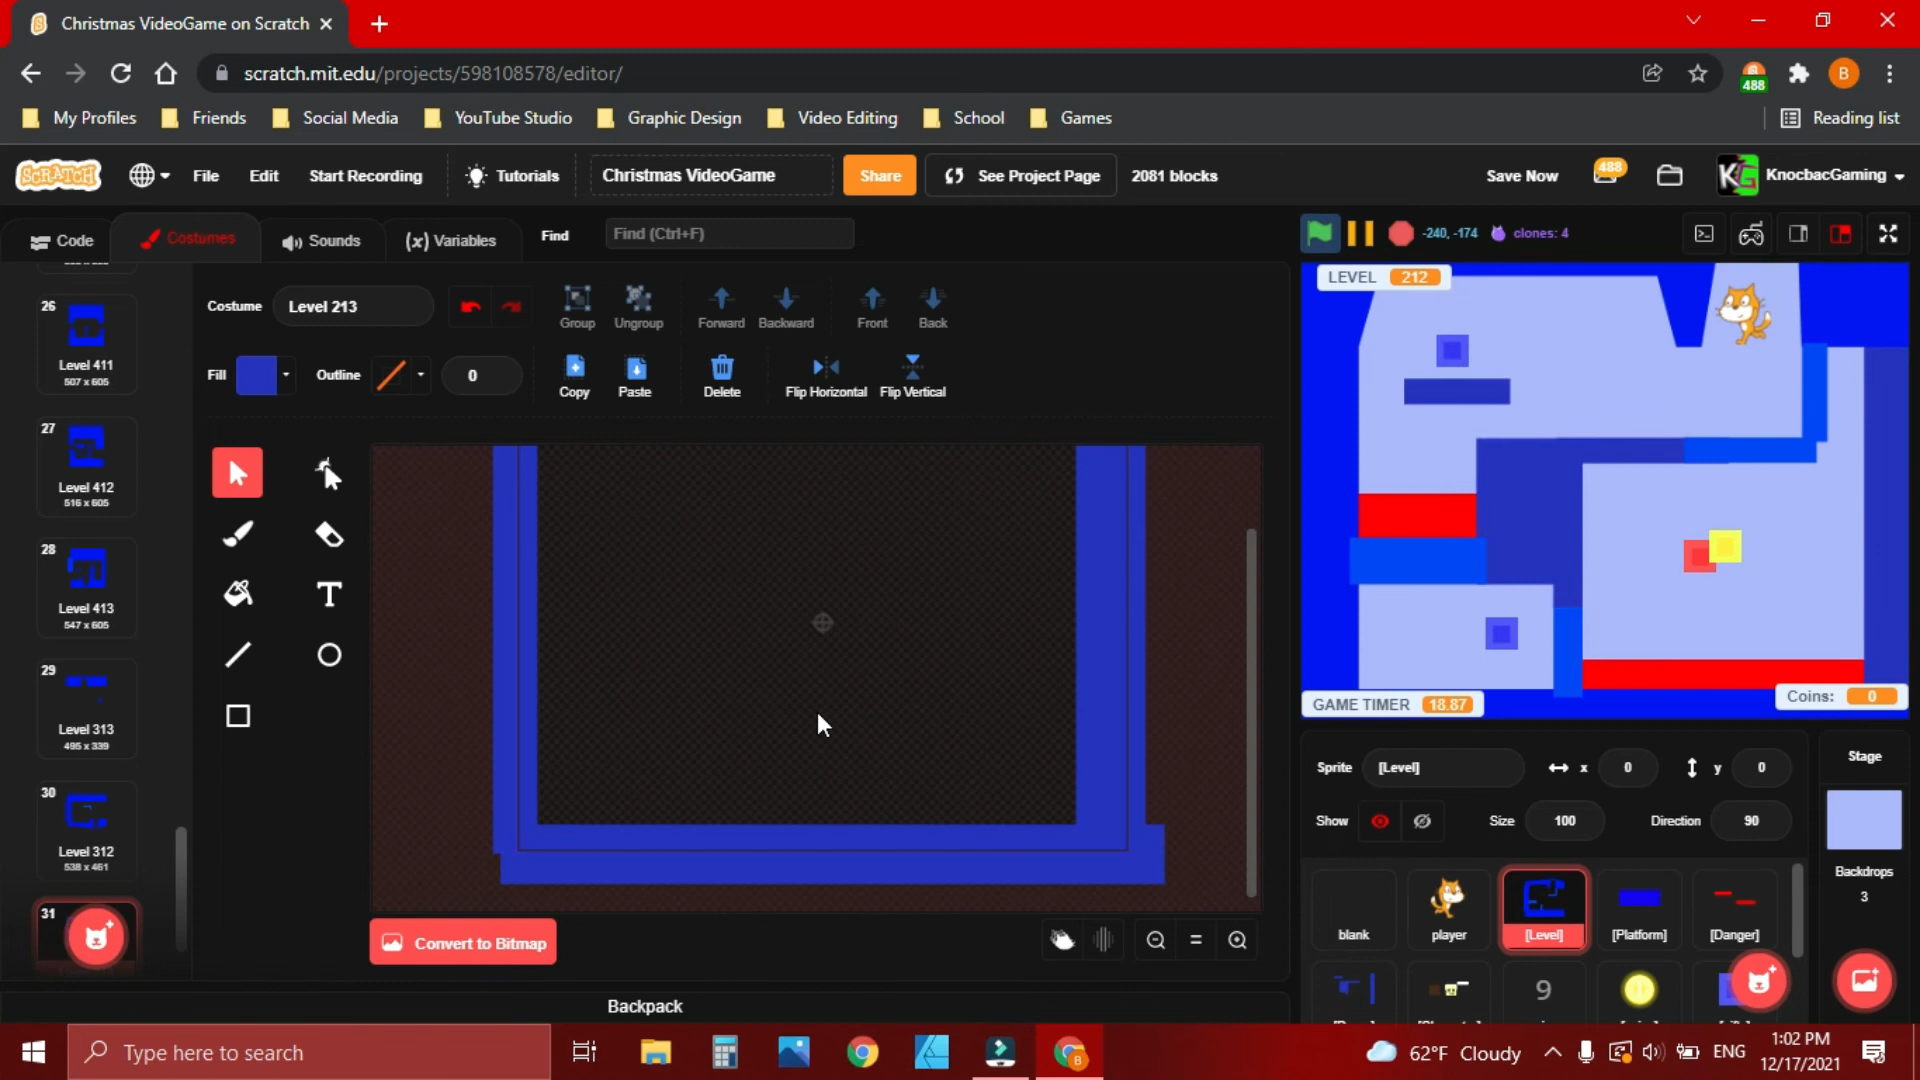 Christmas VideoGame on Scratch
scratch.mit.edu/projects/598108578/editor/
488
B
My Profiles
Friends
Social Media
YouTube Studio
Graphic Design
Video Editing
School
Games
Reading list
SCRATCH
File
Edit
Start Recording
Tutorials
Christmas VideoGame
Share
See Project Page
2081 blocks
Save Now
488
KG
KnocbacGaming
Code
Costumes
Sounds
(x) Variables
Find
Find (Ctrl+F)
-240, -174
clones: 4
26
Level 411
507 x 605
27
Level 412
516 x 605
28
Level 413
547 x 605
29
Level 313
495 x 339
30
Level 312
538 x 461
31
Costume
Level 213
Group
Ungroup
Forward
Backward
Front
Back
Fill
Outline
0
Copy
Paste
Delete
Flip Horizontal
Flip Vertical
T
Convert to Bitmap
Backpack
LEVEL 212
GAME TIMER 18.87
Coins: 0
Sprite
[Level]
x
0
y
0
Show
Size
100
Direction
90
Stage
Backdrops
3
blank
player
[Level]
[Platform]
[Danger]
9
Type here to search
62°F Cloudy
ENG
1:02 PM
12/17/2021